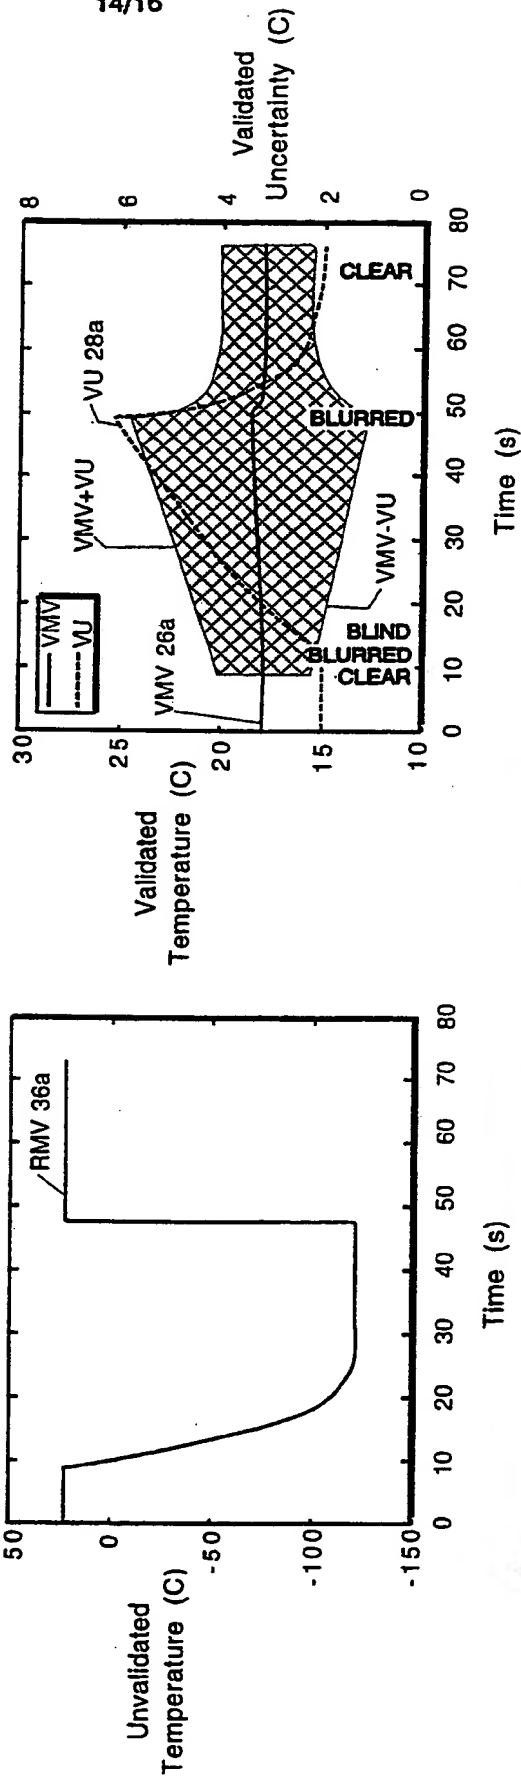 14/16
Unvalidated
Temperature (C)
50
0
-50
-100
-150
RMV 36a
0 10 20 30 40 50 60 70 80
Time (s)
Validated
Temperature (C)
30
25
20
15
10
VMV
VU
VMV 26a
VMV+VU
VU 28a
VMV-VU
BLIND
BLURRED
CLEAR
BLURRED
CLEAR
0 10 20 30 40 50 60 70 80
Time (s)
8
6
4
2
0
Validated
Uncertainty (C)